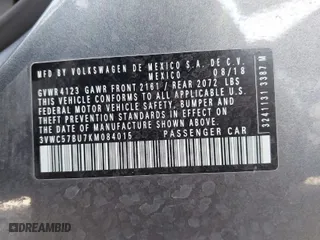 MFD BY VOLKSWAGEN DE MEXICO S.A. DE C.V.
MEXICO 08/18
GVWR 4123 GAWR FRONT 2161 / REAR 2072 LBS
THIS VEHICLE CONFORMS TO ALL APPLICABLE
FEDERAL MOTOR VEHICLE SAFETY, BUMPER AND
THEFT PREVENTION STANDARDS IN EFFECT ON
THE DATE OF MANUFACTURE SHOWN ABOVE
3VWC57BU7KM084015 PASSENGER CAR
3241131 3387 M